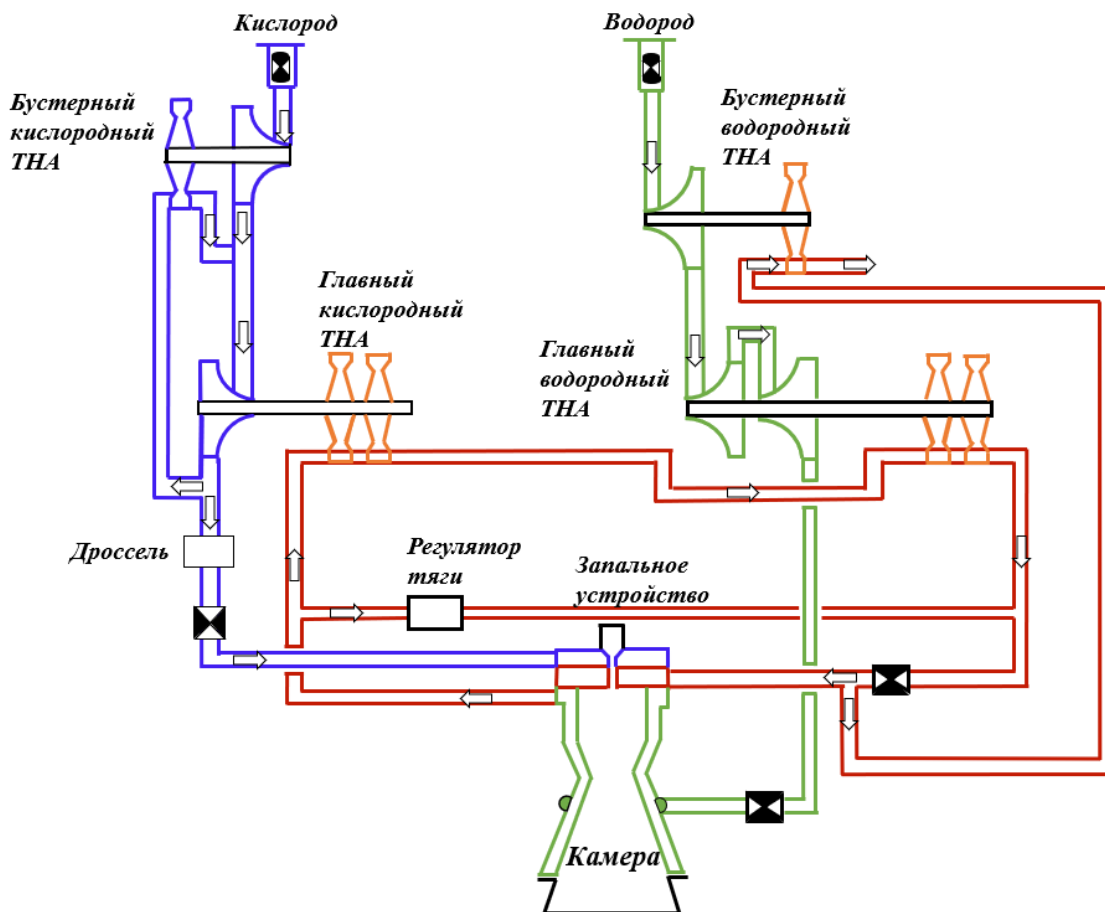 Кислород
Водород
Бустерный
кислородный
ТНА
Бустерный
водородный
ТНА
Главный
кислородный
ТНА
Главный
водородный
ТНА
Дроссель
Регулятор
тяги
Запальное
устройство
Камера